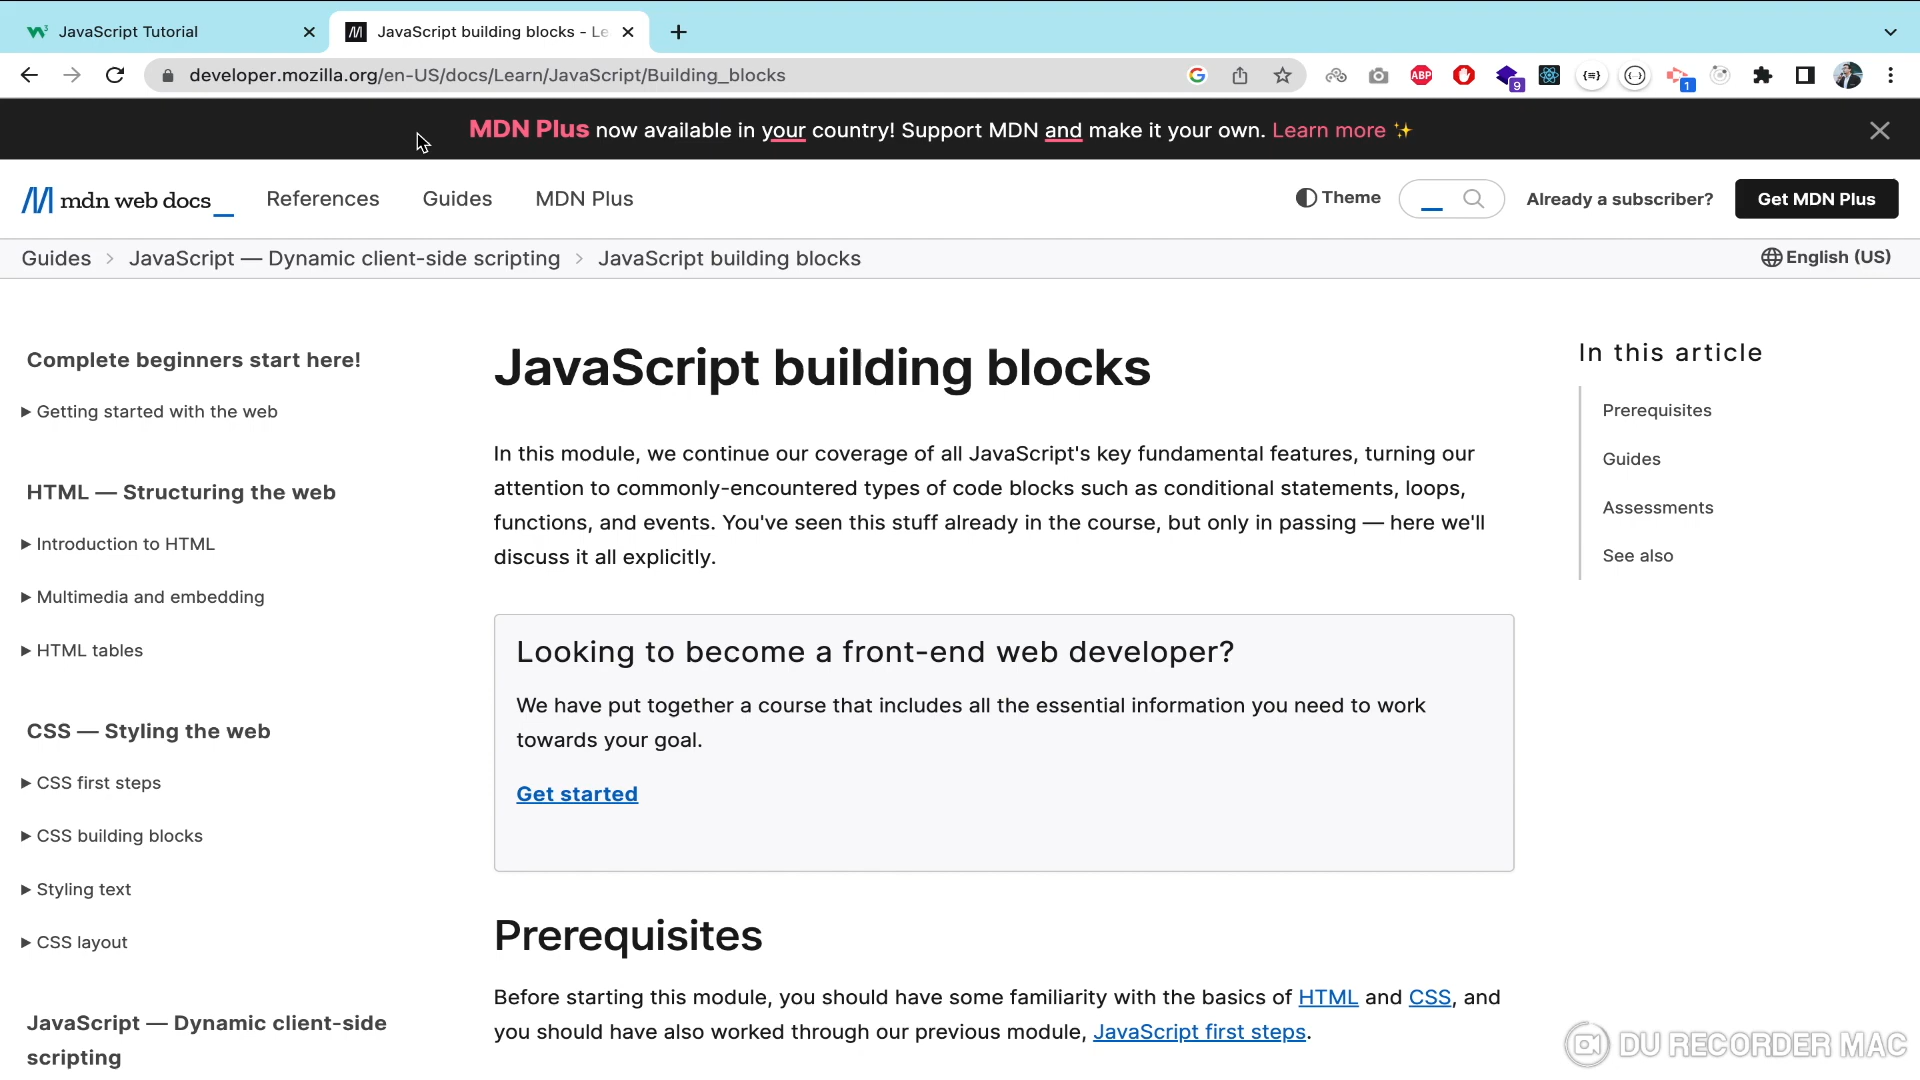 JavaScript Tutorial
JavaScript building blocks - Le
developer.mozilla.org/en-US/docs/Learn/JavaScript/Building_blocks
ABP
9
1
MDN Plus now available in your country! Support MDN and make it your own. Learn more ✨
mdn web docs_
References
Guides
MDN Plus
Theme
Already a subscriber?
Get MDN Plus
Guides > JavaScript — Dynamic client-side scripting > JavaScript building blocks
English (US)
Complete beginners start here!
Getting started with the web
HTML — Structuring the web
Introduction to HTML
Multimedia and embedding
HTML tables
CSS — Styling the web
CSS first steps
CSS building blocks
Styling text
CSS layout
JavaScript — Dynamic client-side
scripting
JavaScript building blocks
In this module, we continue our coverage of all JavaScript's key fundamental features, turning our
attention to commonly-encountered types of code blocks such as conditional statements, loops,
functions, and events. You've seen this stuff already in the course, but only in passing — here we'll
discuss it all explicitly.
Looking to become a front-end web developer?
We have put together a course that includes all the essential information you need to work
towards your goal.
Get started
Prerequisites
Before starting this module, you should have some familiarity with the basics of HTML and CSS, and
you should have also worked through our previous module, JavaScript first steps.
In this article
Prerequisites
Guides
Assessments
See also
DU RECORDER MAC